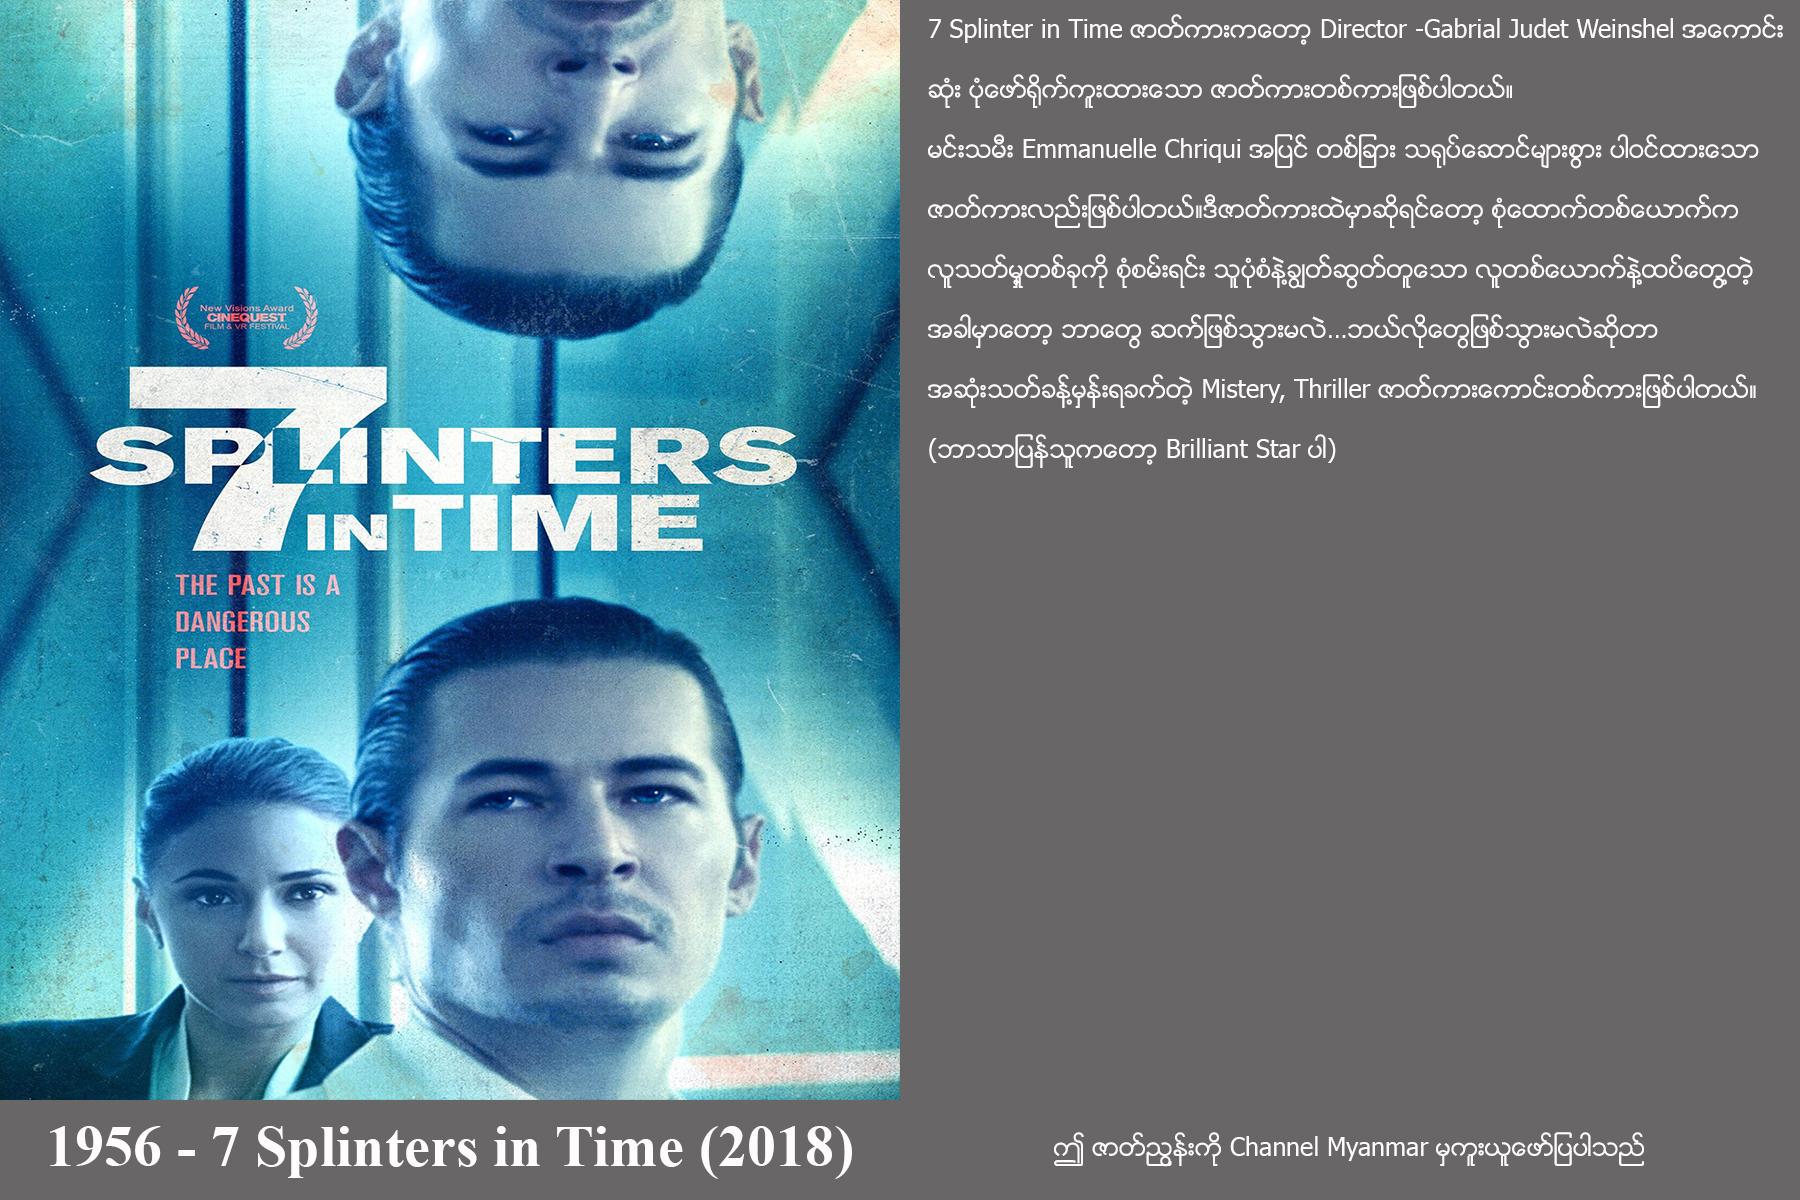 New Visions Award
CINEQUEST
FILM & VR FESTIVAL
7
SPLINTERS
IN TIME
THE PAST IS A
DANGEROUS
PLACE
7 Splinter in Time ဇာတ်ကားကတော့ Director -Gabrial Judet Weinshel အကောင်း
ဆုံး ပုံဖော်ရိုက်ကူးထားသော ဇာတ်ကားတစ်ကားဖြစ်ပါတယ်။
မင်းသမီး Emmanuelle Chriqui အပြင် တစ်ခြား သရုပ်ဆောင်များစွား ပါဝင်ထားသော
ဇာတ်ကားလည်းဖြစ်ပါတယ်။ဒီဇာတ်ကားထဲမှာဆိုရင်တော့ စုံထောက်တစ်ယောက်က
လူသတ်မှုတစ်ခုကို စုံစမ်းရင်း သူပုံစံနဲ့ချွတ်ဆွတ်တူသော လူတစ်ယောက်နဲ့ထပ်တွေ့တဲ့
အခါမှာတော့ ဘာတွေ ဆက်ဖြစ်သွားမလဲ...ဘယ်လိုတွေဖြစ်သွားမလဲဆိုတာ
အဆုံးသတ်ခန့်မှန်းရခက်တဲ့ Mistery, Thriller ဇာတ်ကားကောင်းတစ်ကားဖြစ်ပါတယ်။
(ဘာသာပြန်သူကတော့ Brilliant Star ပါ)
1956 - 7 Splinters in Time (2018)
ဤ ဇာတ်ညွှန်းကို Channel Myanmar မှကူးယူဖော်ပြပါသည်